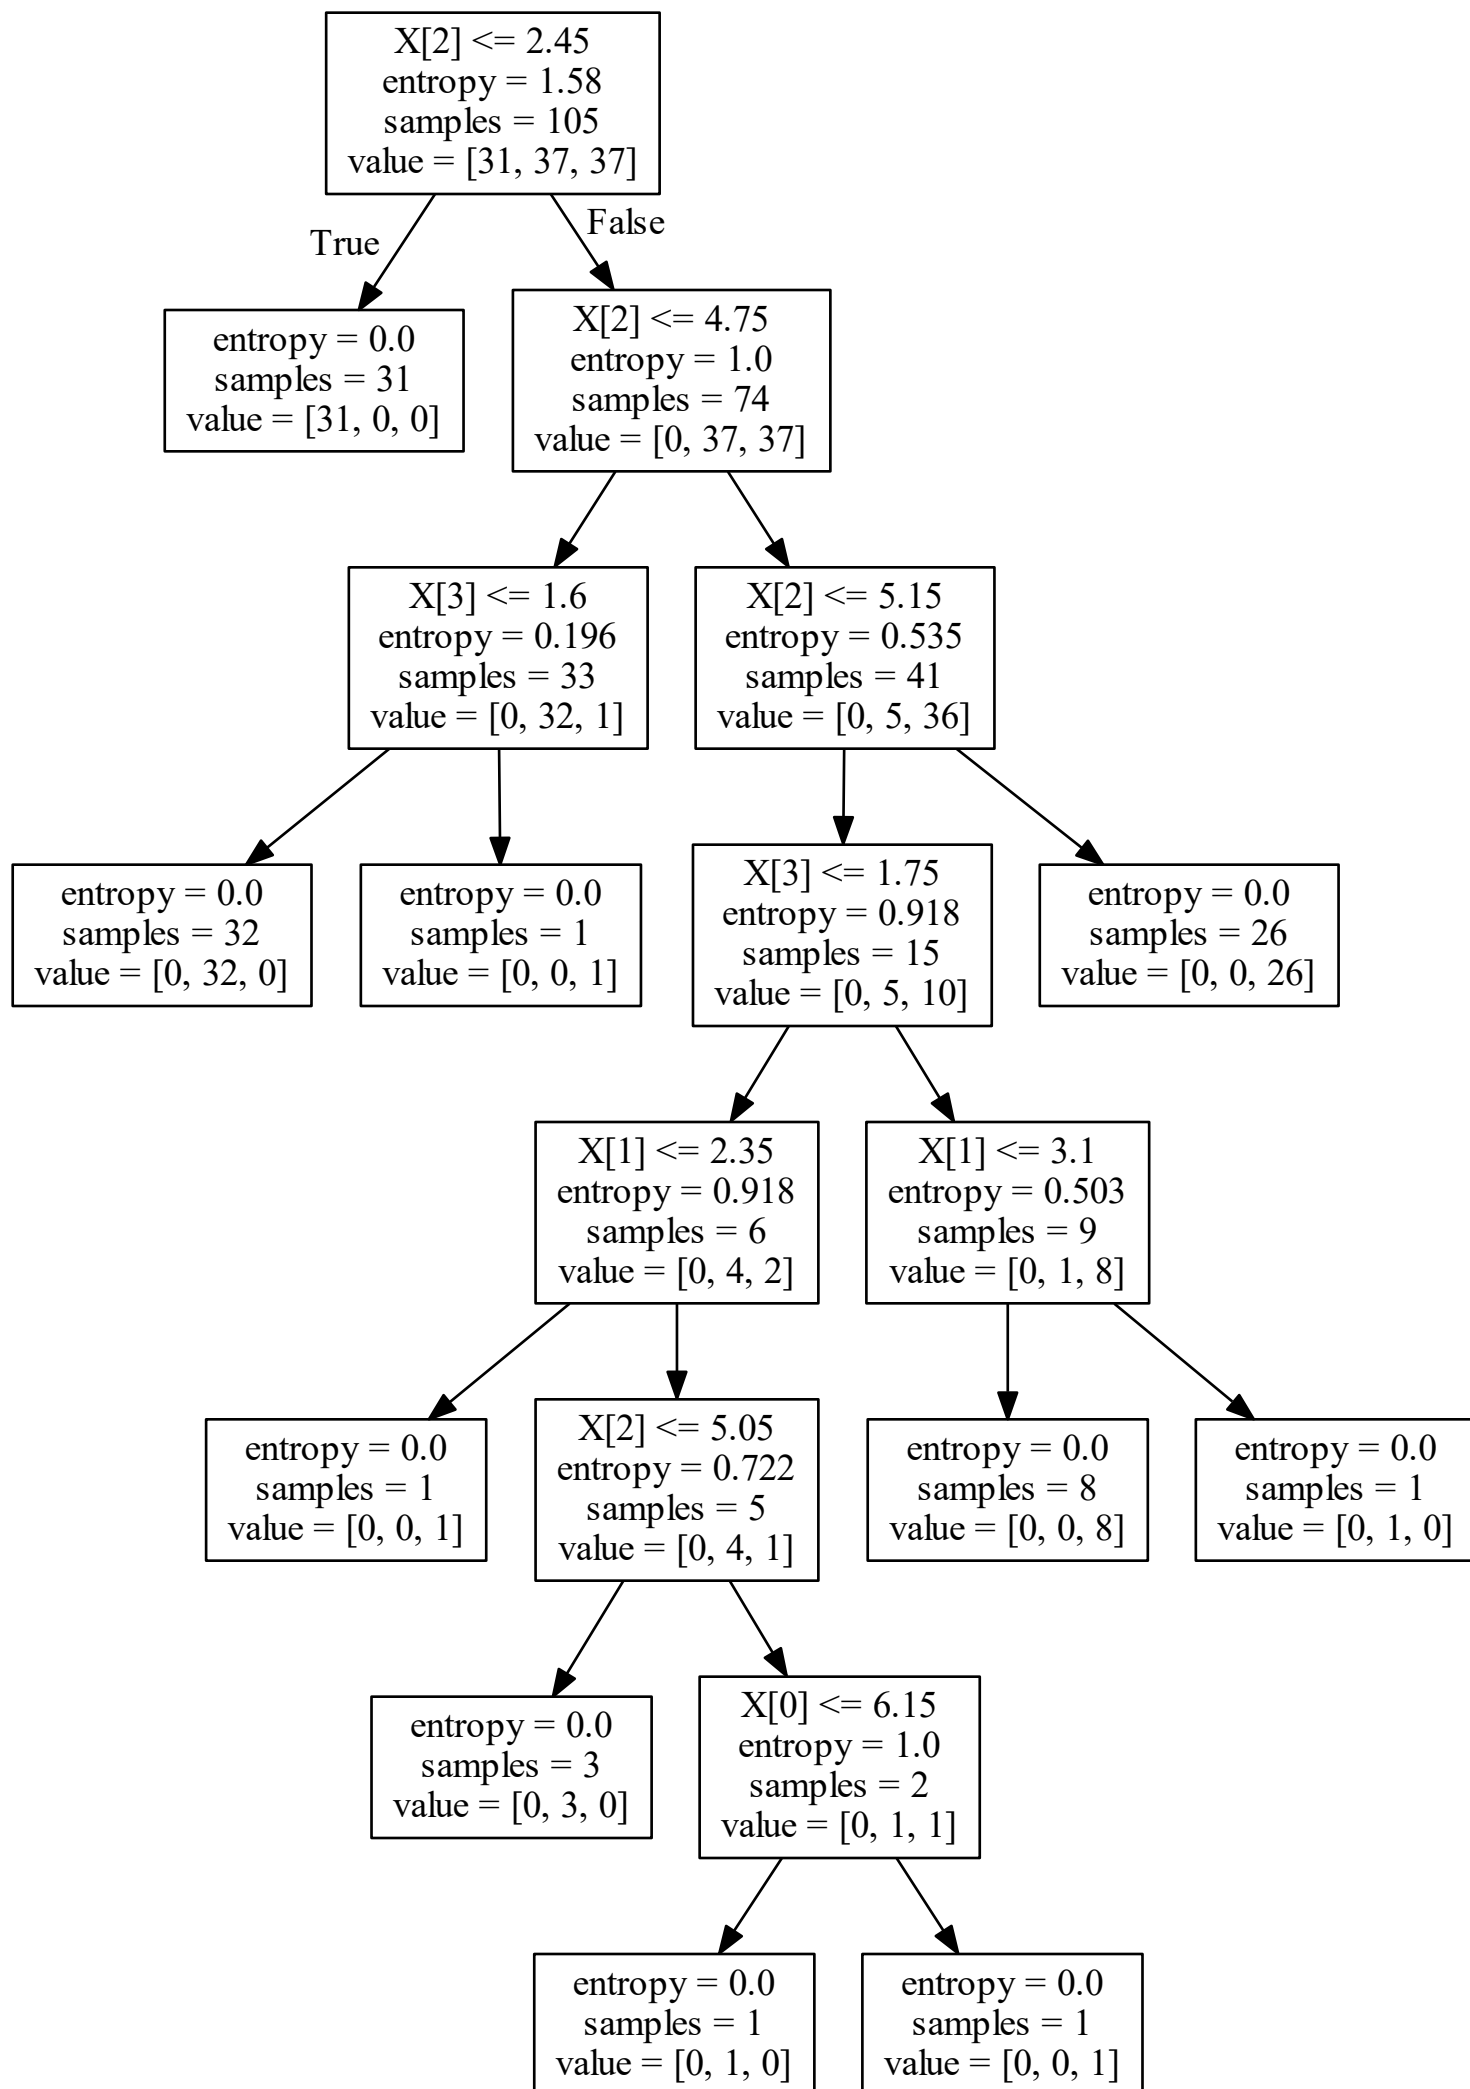 X[2] <= 2.45
entropy = 1.58
samples = 105
value = [31, 37, 37]
True
False
entropy = 0.0
samples = 31
value = [31, 0, 0]
X[2] <= 4.75
entropy = 1.0
samples = 74
value = [0, 37, 37]
X[3] <= 1.6
entropy = 0.196
samples = 33
value = [0, 32, 1]
X[2] <= 5.15
entropy = 0.535
samples = 41
value = [0, 5, 36]
entropy = 0.0
samples = 32
value = [0, 32, 0]
entropy = 0.0
samples = 1
value = [0, 0, 1]
X[3] <= 1.75
entropy = 0.918
samples = 15
value = [0, 5, 10]
entropy = 0.0
samples = 26
value = [0, 0, 26]
X[1] <= 2.35
entropy = 0.918
samples = 6
value = [0, 4, 2]
X[1] <= 3.1
entropy = 0.503
samples = 9
value = [0, 1, 8]
entropy = 0.0
samples = 1
value = [0, 0, 1]
X[2] <= 5.05
entropy = 0.722
samples = 5
value = [0, 4, 1]
entropy = 0.0
samples = 8
value = [0, 0, 8]
entropy = 0.0
samples = 1
value = [0, 1, 0]
entropy = 0.0
samples = 3
value = [0, 3, 0]
X[0] <= 6.15
entropy = 1.0
samples = 2
value = [0, 1, 1]
entropy = 0.0
samples = 1
value = [0, 1, 0]
entropy = 0.0
samples = 1
value = [0, 0, 1]